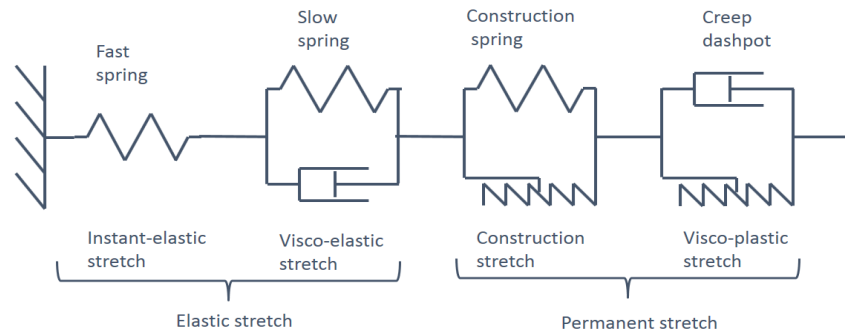 Fast
spring
Slow
spring
Construction
spring
Creep
dashpot
Instant-elastic
stretch
Visco-elastic
stretch
Construction
stretch
Visco-plastic
stretch
Elastic stretch
Permanent stretch